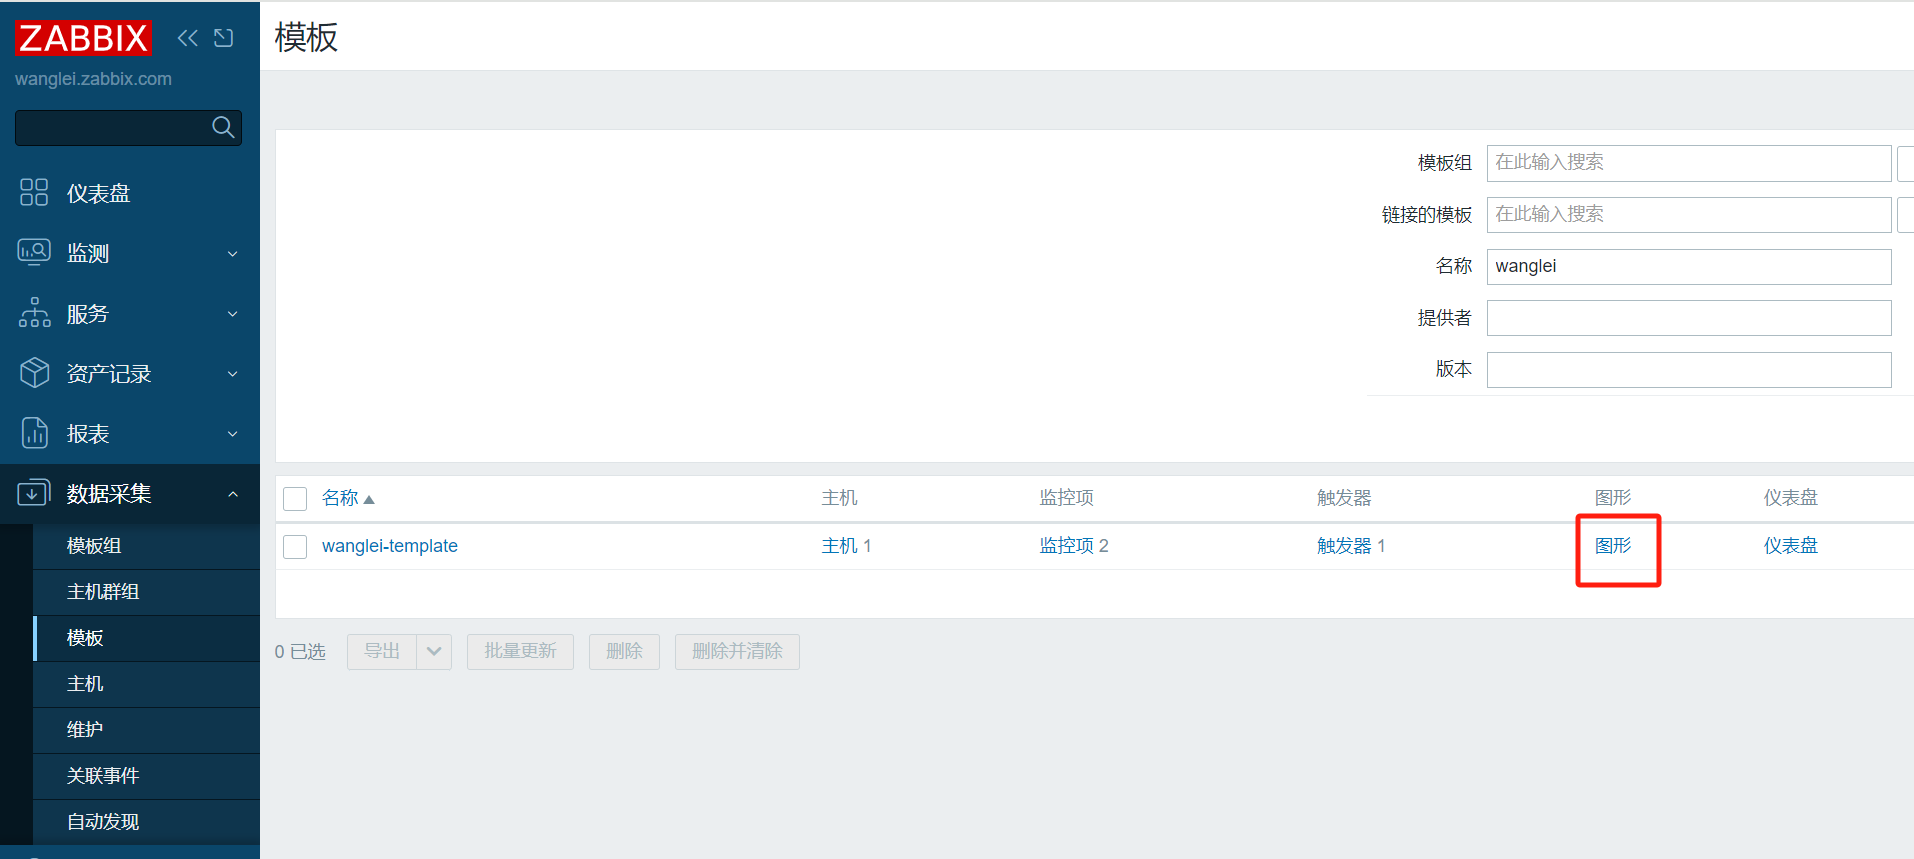 ZABBIX
wanglei.zabbix.com
仪表盘
监测
服务
资产记录
报表
数据采集
模板组
主机群组
模板
主机
维护
关联事件
自动发现
模板
模板组 在此输入搜索
链接的模板 在此输入搜索
名称 wanglei
提供者
版本
名称 主机 监控项 触发器 图形 仪表盘
wanglei-template 主机 1 监控项 2 触发器 1 图形 仪表盘
0 已选 导出 批量更新 删除 删除并清除